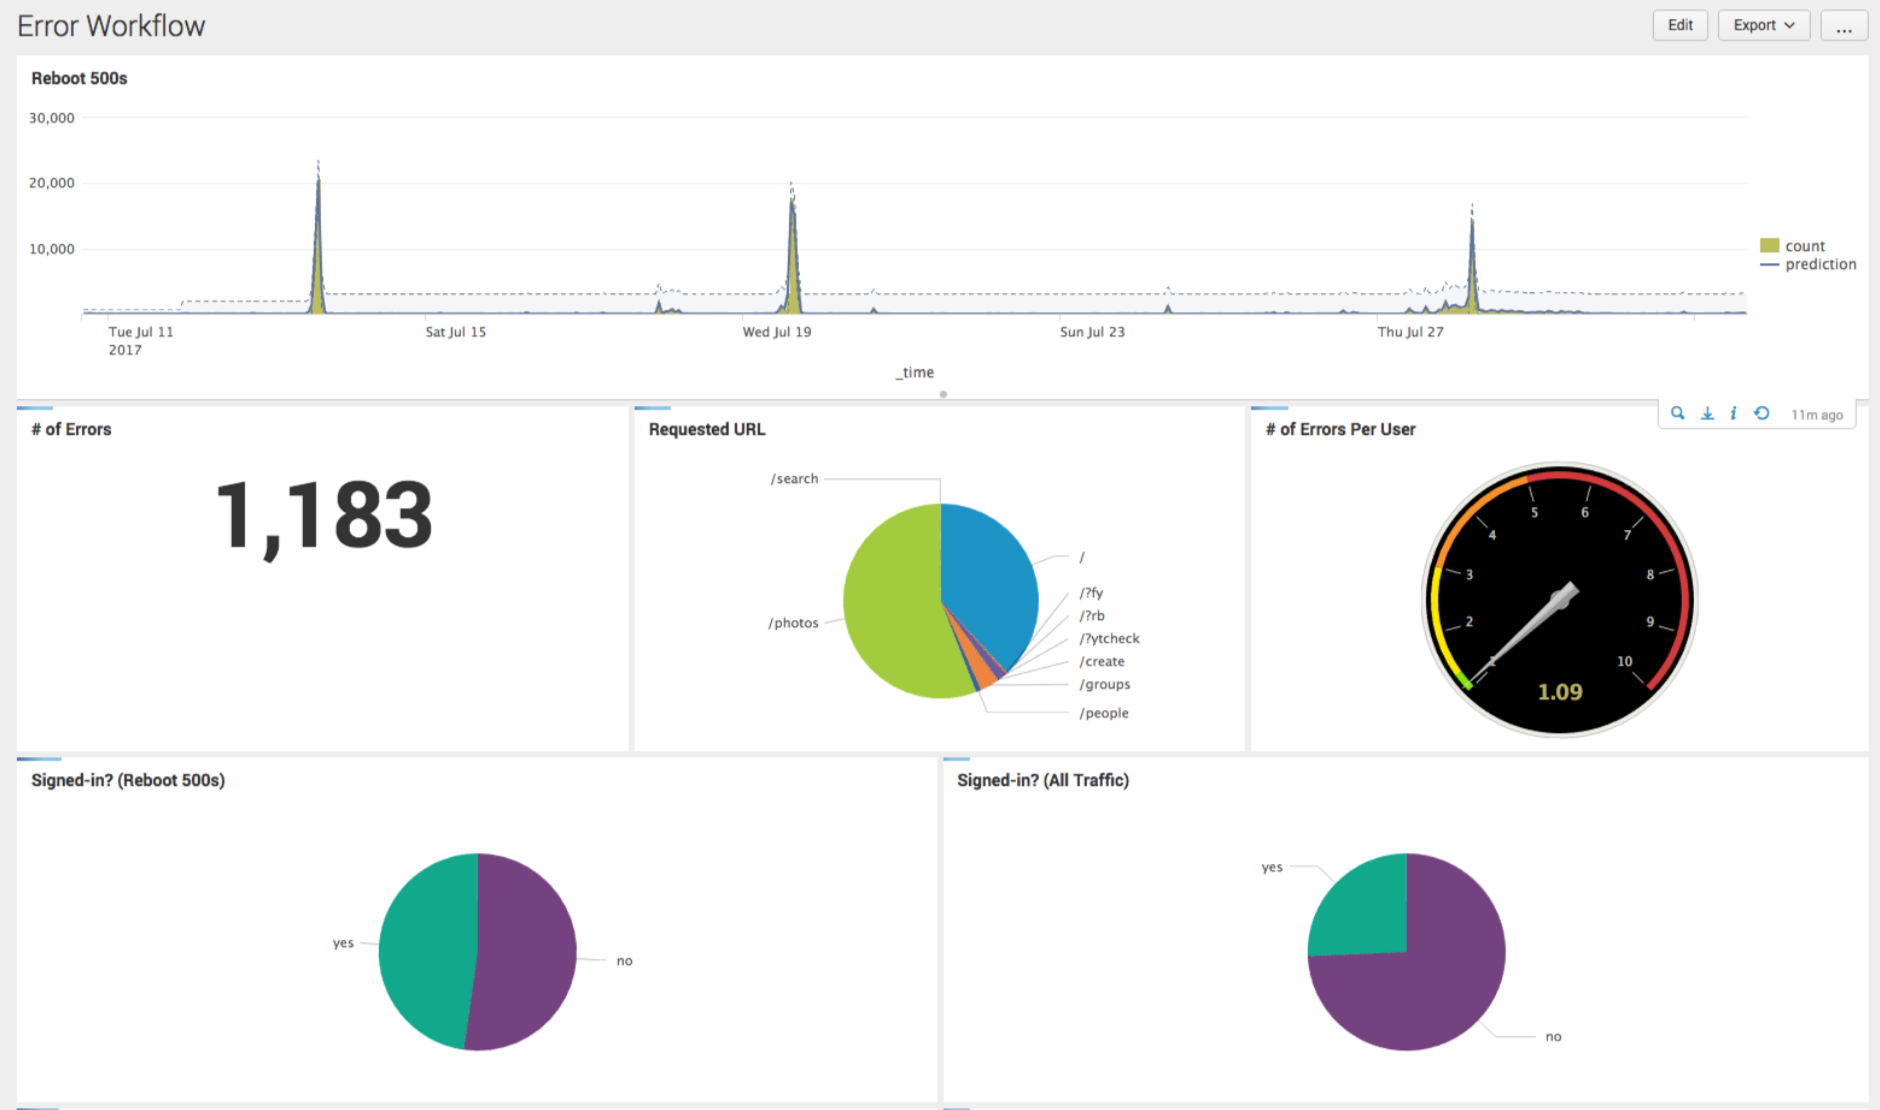 Error Workflow
Edit
Export
...
Reboot 500s
30,000
20,000
10,000
count
prediction
Tue Jul 11
2017
Sat Jul 15
Wed Jul 19
Sun Jul 23
Thu Jul 27
_time
11m ago
# of Errors
1,183
Requested URL
/search
/
/?fy
/?rb
/?ytcheck
/create
/groups
/people
/photos
# of Errors Per User
1
2
3
4
5
6
7
8
9
10
1.09
Signed-in? (Reboot 500s)
yes
no
Signed-in? (All Traffic)
yes
no